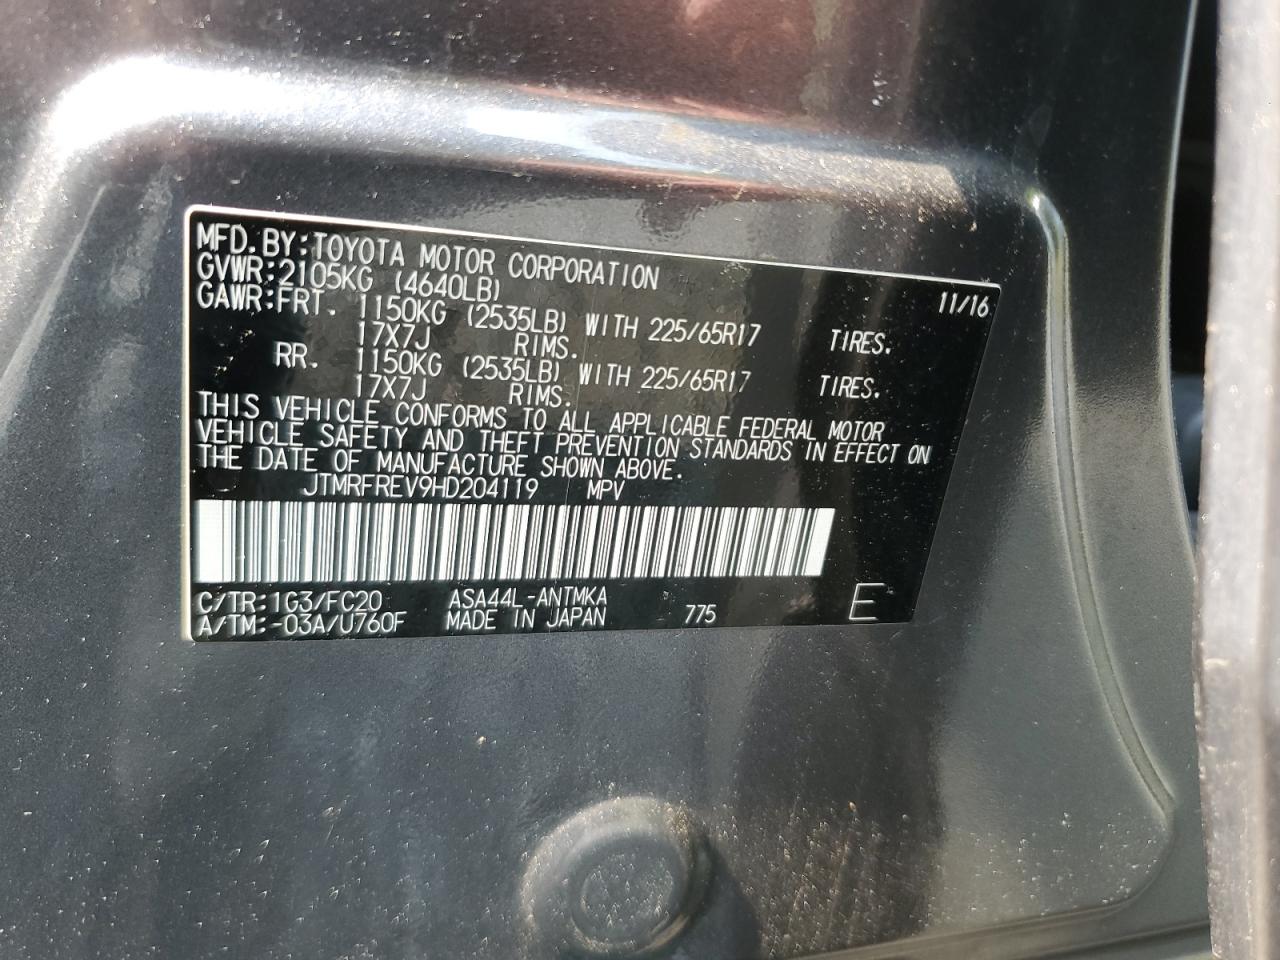 MFD. BY: TOYOTA MOTOR CORPORATION 11/16
GVWR: 2105KG (4640LB)
GAWR: FRT. 1150KG (2535LB) WITH 225/65R17 TIRES.
17X7J RIMS.
RR. 1150KG (2535LB) WITH 225/65R17 TIRES.
17X7J RIMS.
THIS VEHICLE CONFORMS TO ALL APPLICABLE FEDERAL MOTOR
VEHICLE SAFETY AND THEFT PREVENTION STANDARDS IN EFFECT ON
THE DATE OF MANUFACTURE SHOWN ABOVE.
JTMRFREV9HD204119 MPV
C/TR: 1G3/FC20 ASA44L-ANTMKA
A/TM: -03A/U760F MADE IN JAPAN 775 E